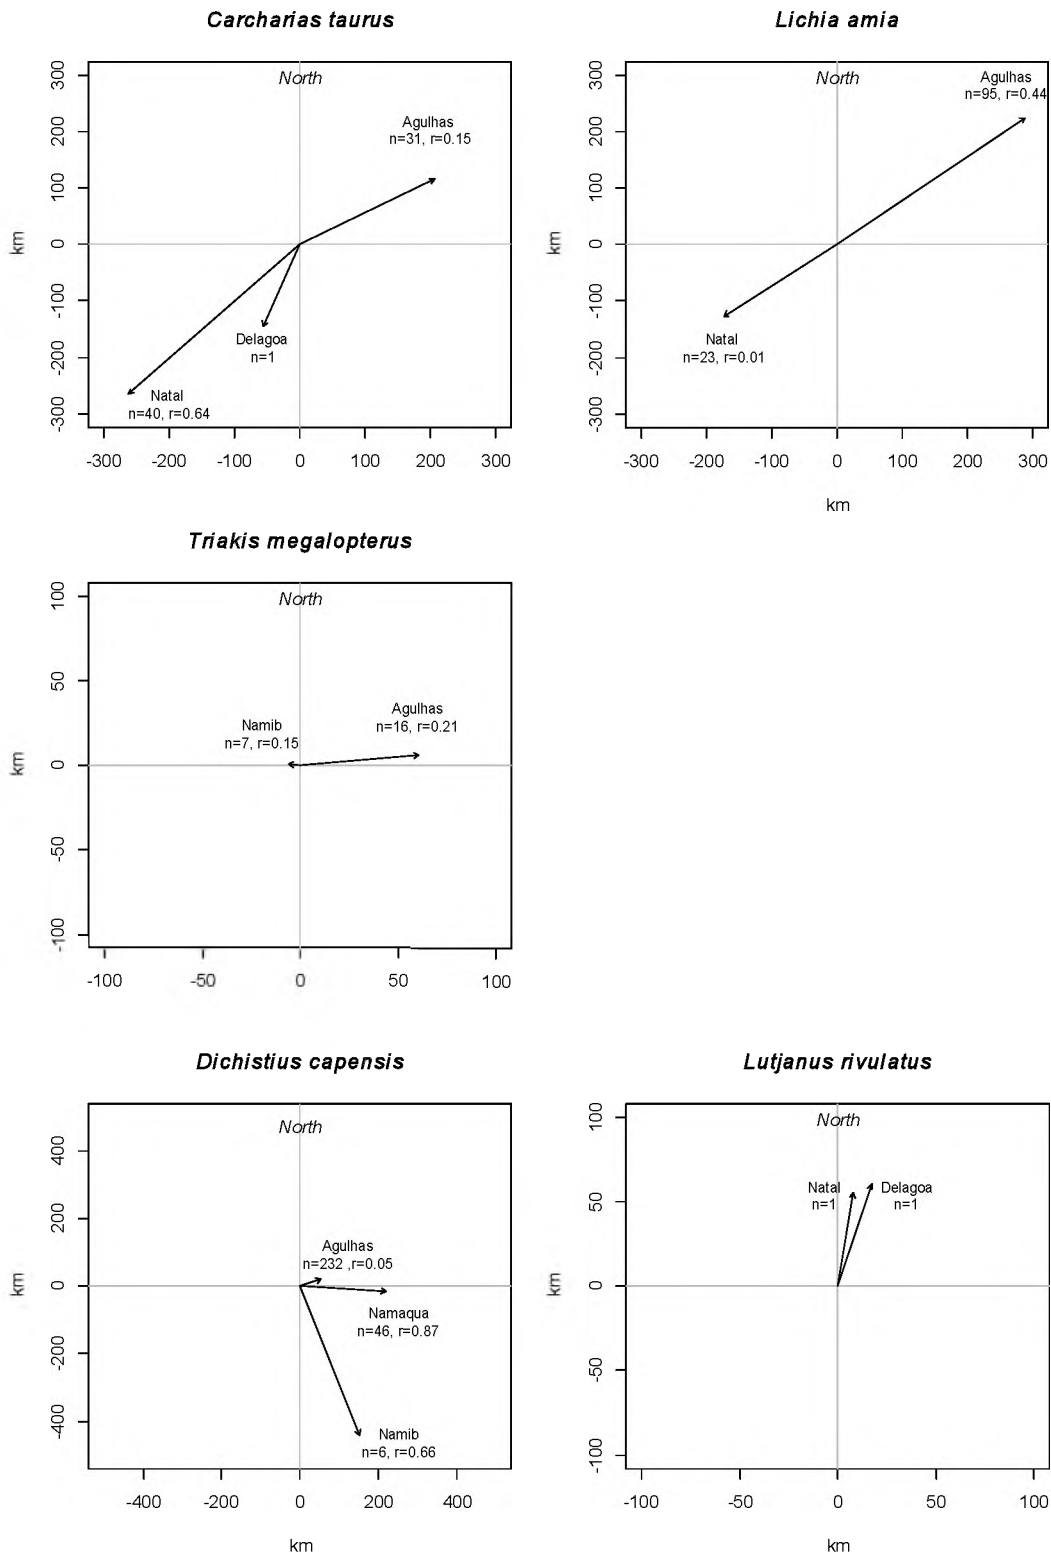 Carcharias taurus
North
300
200
100
0
-100
-200
-300
km
Agulhas
n=31, r=0.15
Delagoa
n=1
Natal
n=40, r=0.64
-300 -200 -100 0 100 200 300
Lichia amia
North
300
200
100
0
-100
-200
-300
km
Agulhas
n=95, r=0.44
Natal
n=23, r=0.01
-300 -200 -100 0 100 200 300
km
Triakis megalopterus
North
100
50
0
-50
-100
km
Namib
n=7, r=0.15
Agulhas
n=16, r=0.21
-100 -50 0 50 100
Dichistius capensis
North
400
200
0
-200
-400
km
Agulhas
n=232 ,r=0.05
Namaqua
n=46, r=0.87
Namib
n=6, r=0.66
-400 -200 0 200 400
km
Lutjanus rivulatus
North
100
50
0
-50
-100
km
Natal
n=1
Delagoa
n=1
-100 -50 0 50 100
km